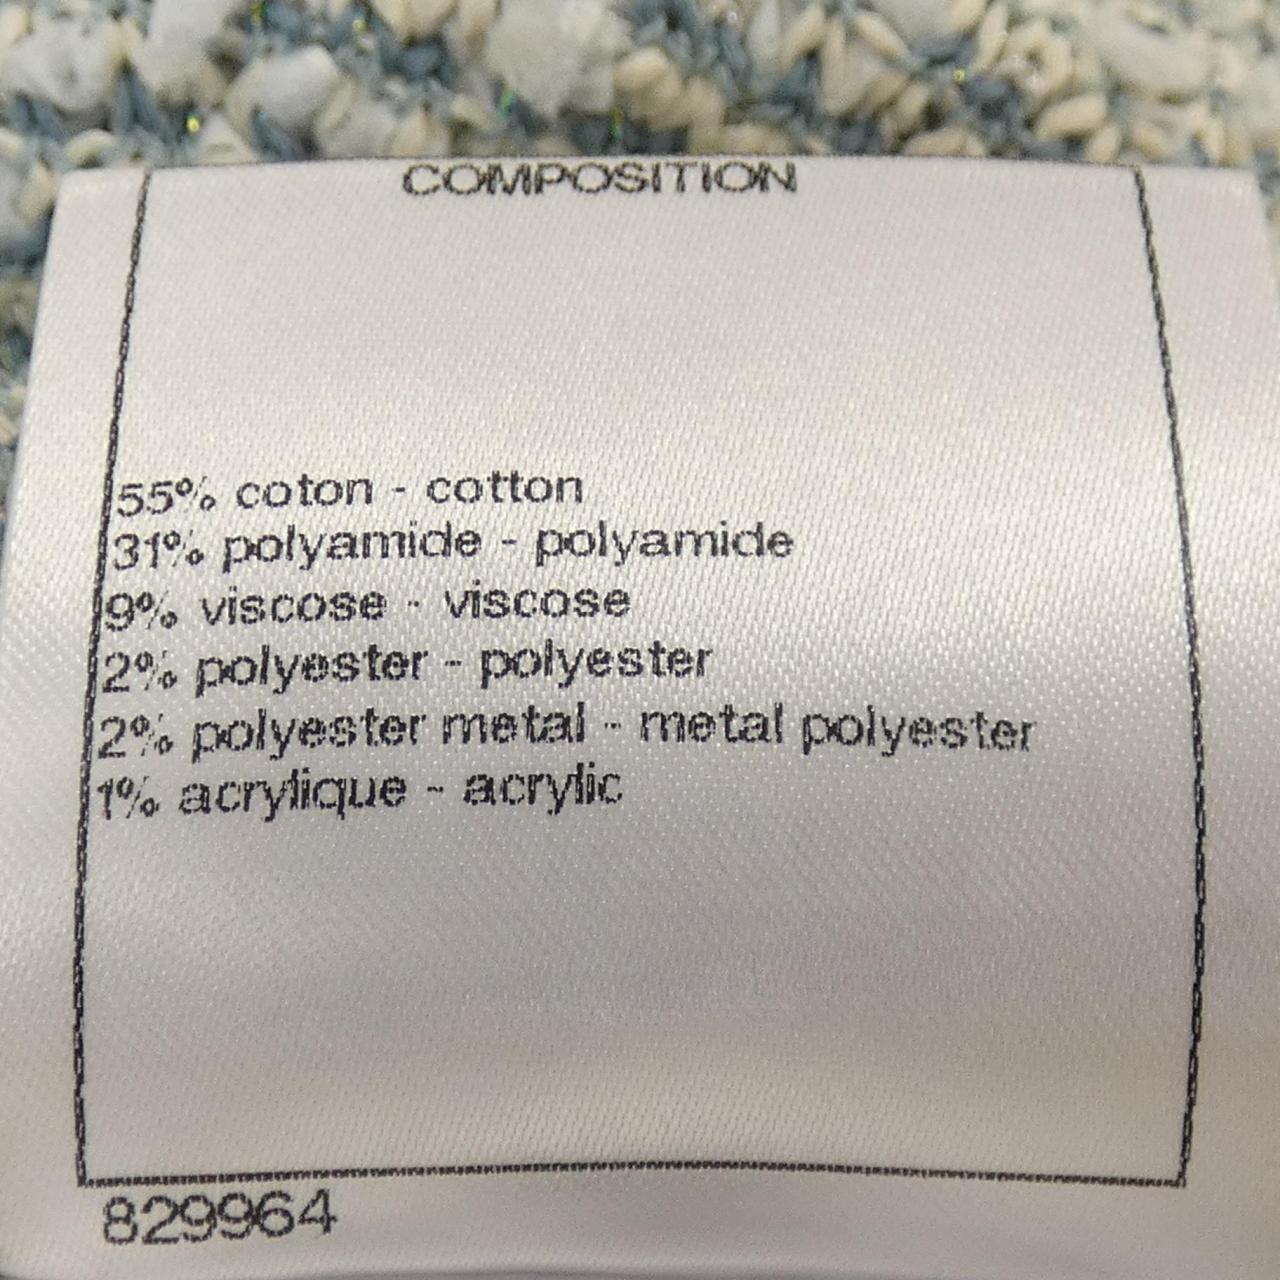 COMPOSITION
55% coton - cotton
31% polyamide - polyamide
9% viscose - viscose
2% polyester - polyester
2% polyester metal - metal polyester
1% acrylique - acrylic
829964